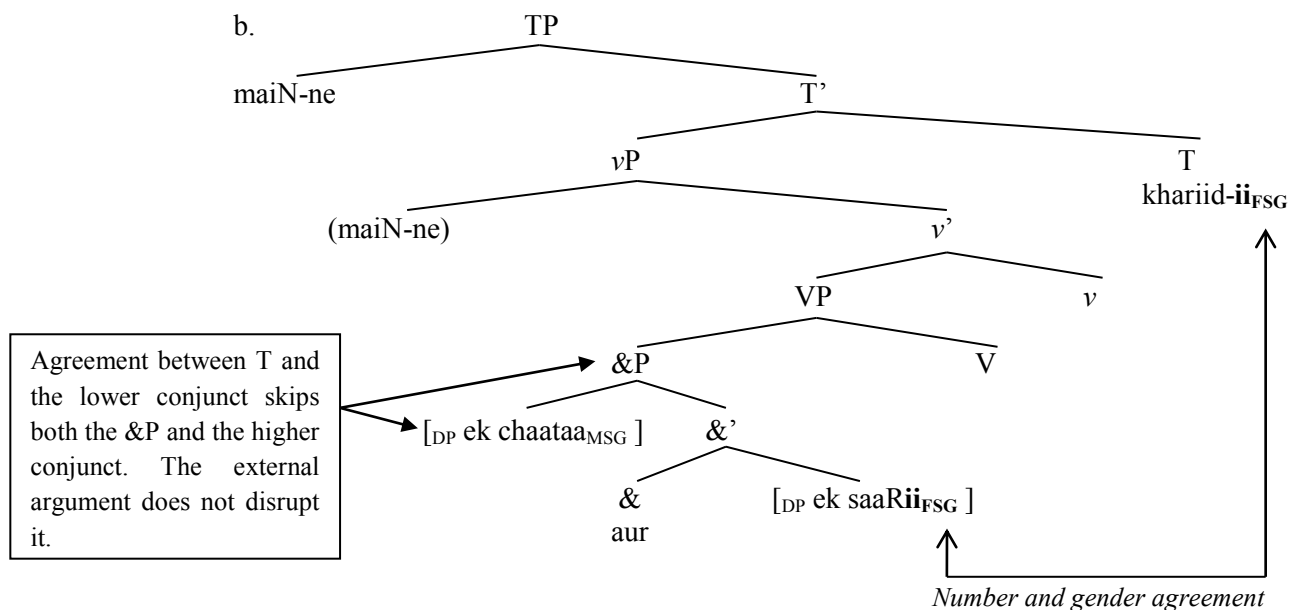 b.
TP
maiN-ne
T’
vP
T
khariid-iiFSG
(maiN-ne)
v’
VP
v
Agreement between T and
the lower conjunct skips
both the &P and the higher
conjunct. The external
argument does not disrupt
it.
&P
V
[DP ek chaataaMSG ]
&’
&
aur
[DP ek saaRiiFSG ]
Number and gender agreement